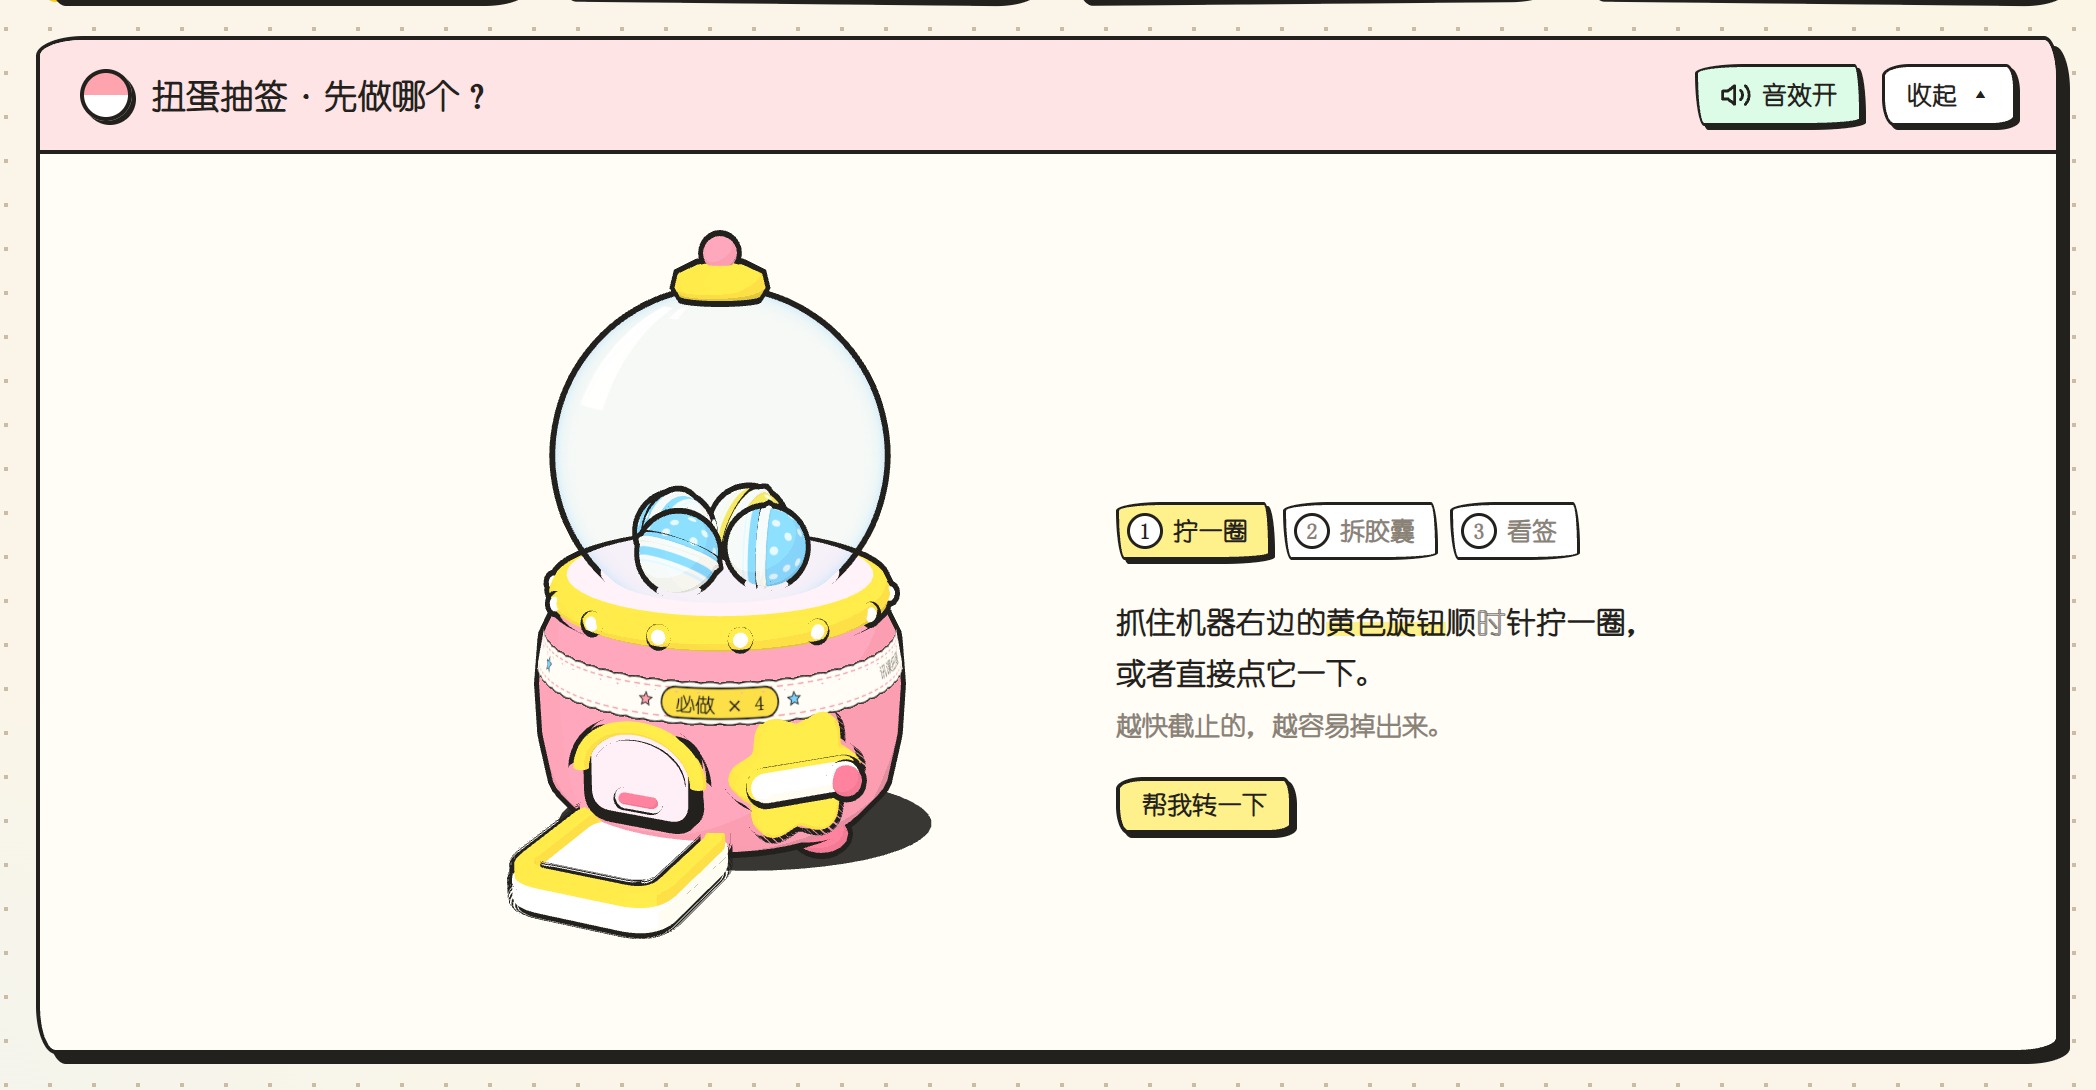 扭蛋抽签 · 先做哪个?
音效开
收起 ▲
1 拧一圈
2 拆胶囊
3 看签
抓住机器右边的黄色旋钮顺时针拧一圈,
或者直接点它一下。
越快截止的,越容易掉出来。
帮我转一下
必做 × 4